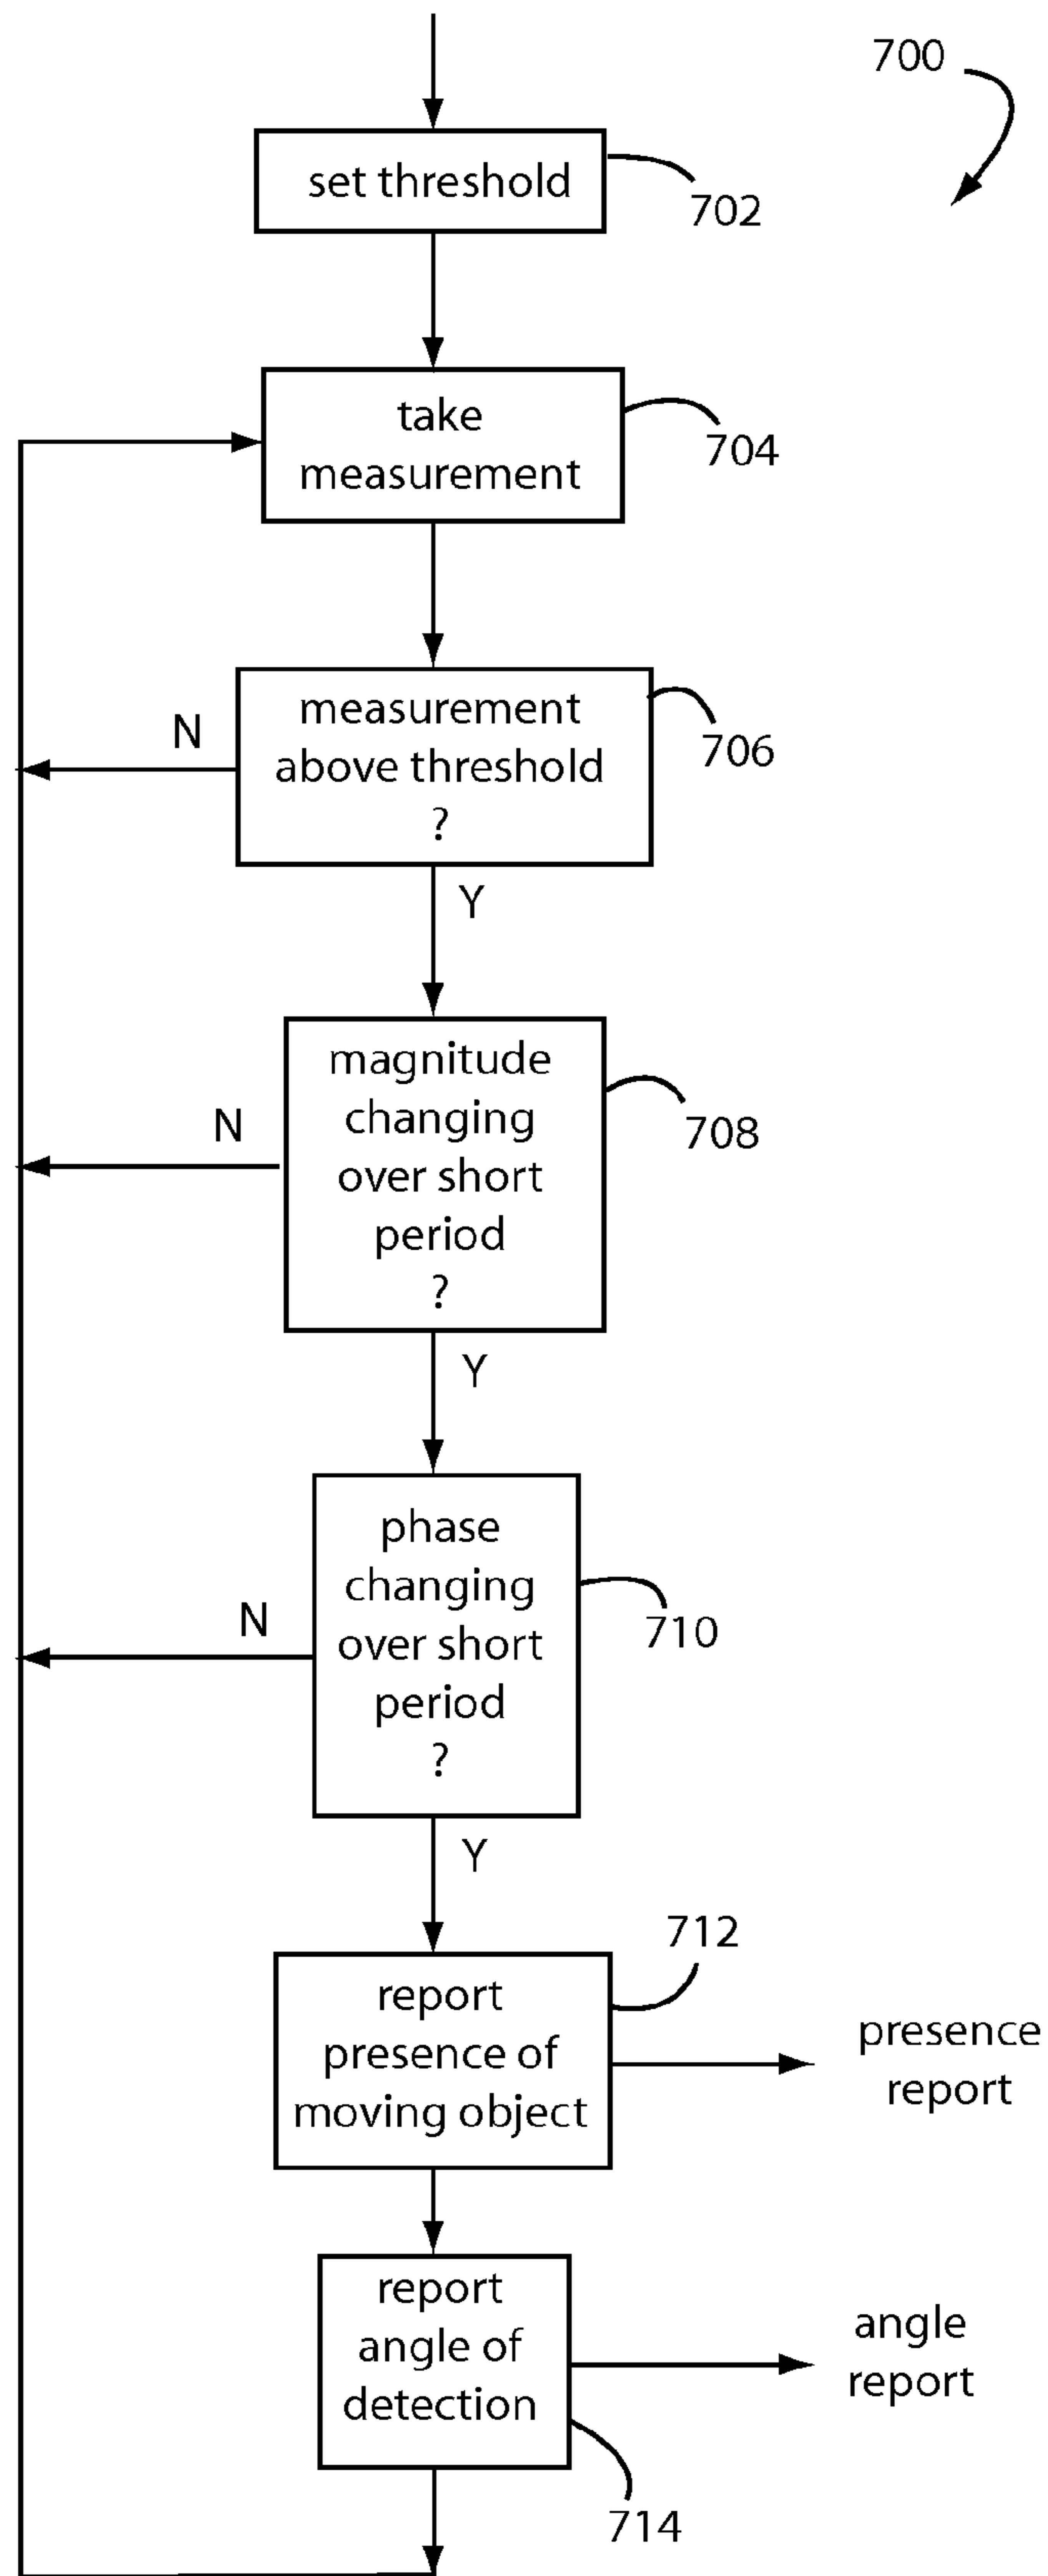 700
set threshold
702
take
measurement
704
measurement
above threshold
?
706
N
Y
magnitude
changing
over short
period
?
708
N
Y
phase
changing
over short
period
?
710
N
Y
712
report
presence of
moving object
presence
report
report
angle of
detection
angle
report
714